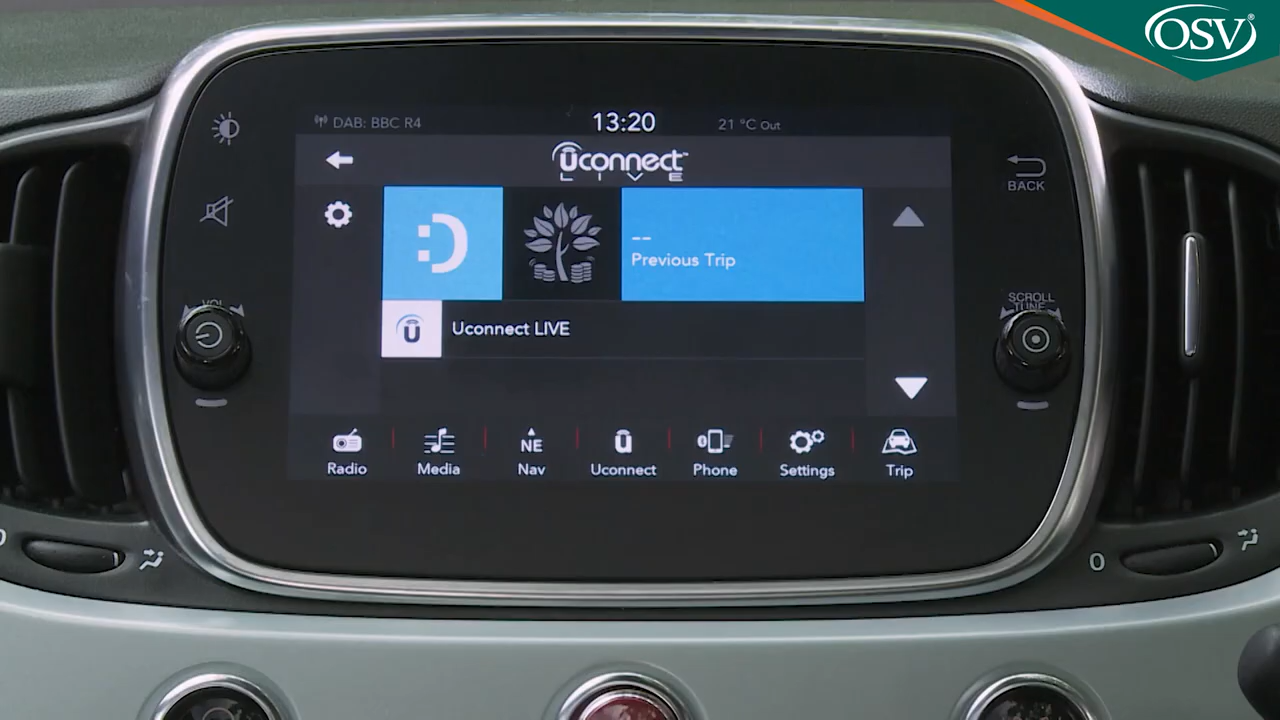 OSV®
DAB: BBC R4
13:20
21 °C Out
uconnect™
LIVE
BACK
--
Previous Trip
VOL
SCROLL
TUNE
Uconnect LIVE
NE
Radio
Media
Nav
Uconnect
Phone
Settings
Trip
0
0